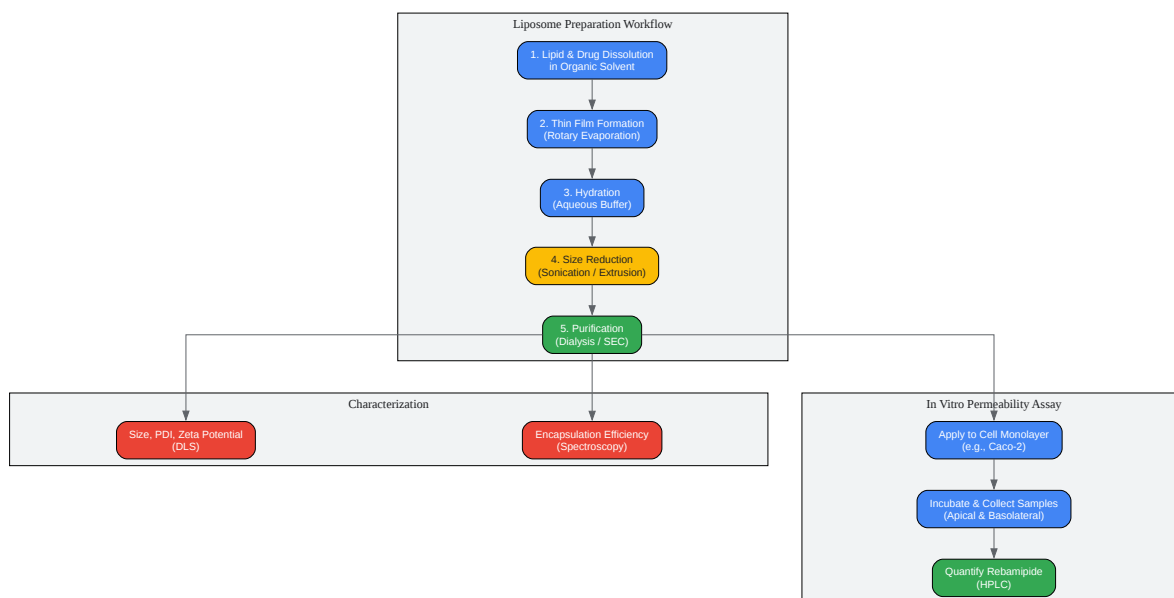 Liposome Preparation Workflow
1. Lipid & Drug Dissolution
in Organic Solvent
2. Thin Film Formation
(Rotary Evaporation)
3. Hydration
(Aqueous Buffer)
4. Size Reduction
(Sonication / Extrusion)
5. Purification
(Dialysis / SEC)
Characterization
Size, PDI, Zeta Potential
(DLS)
Encapsulation Efficiency
(Spectroscopy)
In Vitro Permeability Assay
Apply to Cell Monolayer
(e.g., Caco-2)
Incubate & Collect Samples
(Apical & Basolateral)
Quantify Rebamipide
(HPLC)